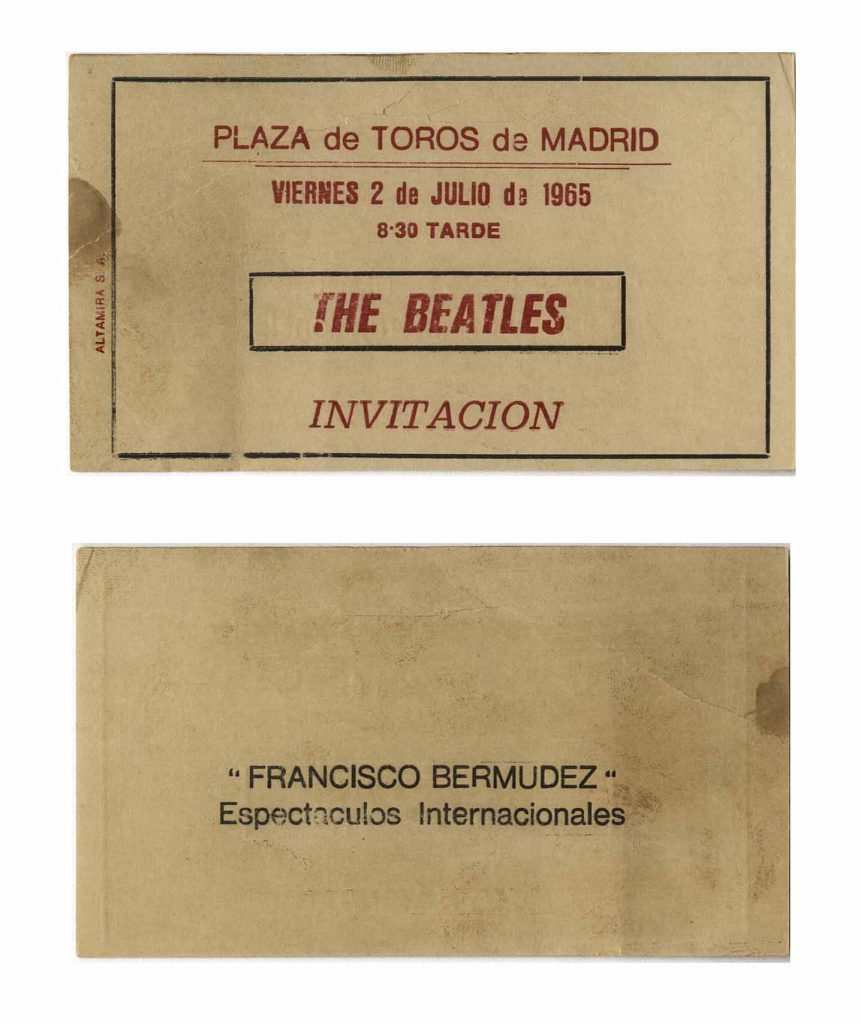 PLAZA de TOROS de MADRID
VIERNES 2 de JULIO de 1965
8·30 TARDE
THE BEATLES
INVITACION
ALTAMIRA S. A.
“ FRANCISCO BERMUDEZ “
Espectaculos Internacionales